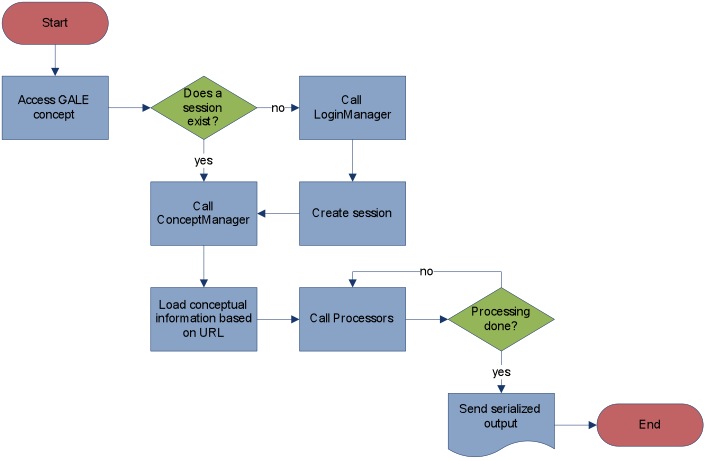 Start
Access GALE
concept
Does a
session
exist?
no
Call
LoginManager
yes
Call
ConceptManager
Create session
no
Load conceptual
information based
on URL
Call Processors
Processing
done?
yes
Send serialized
output
End